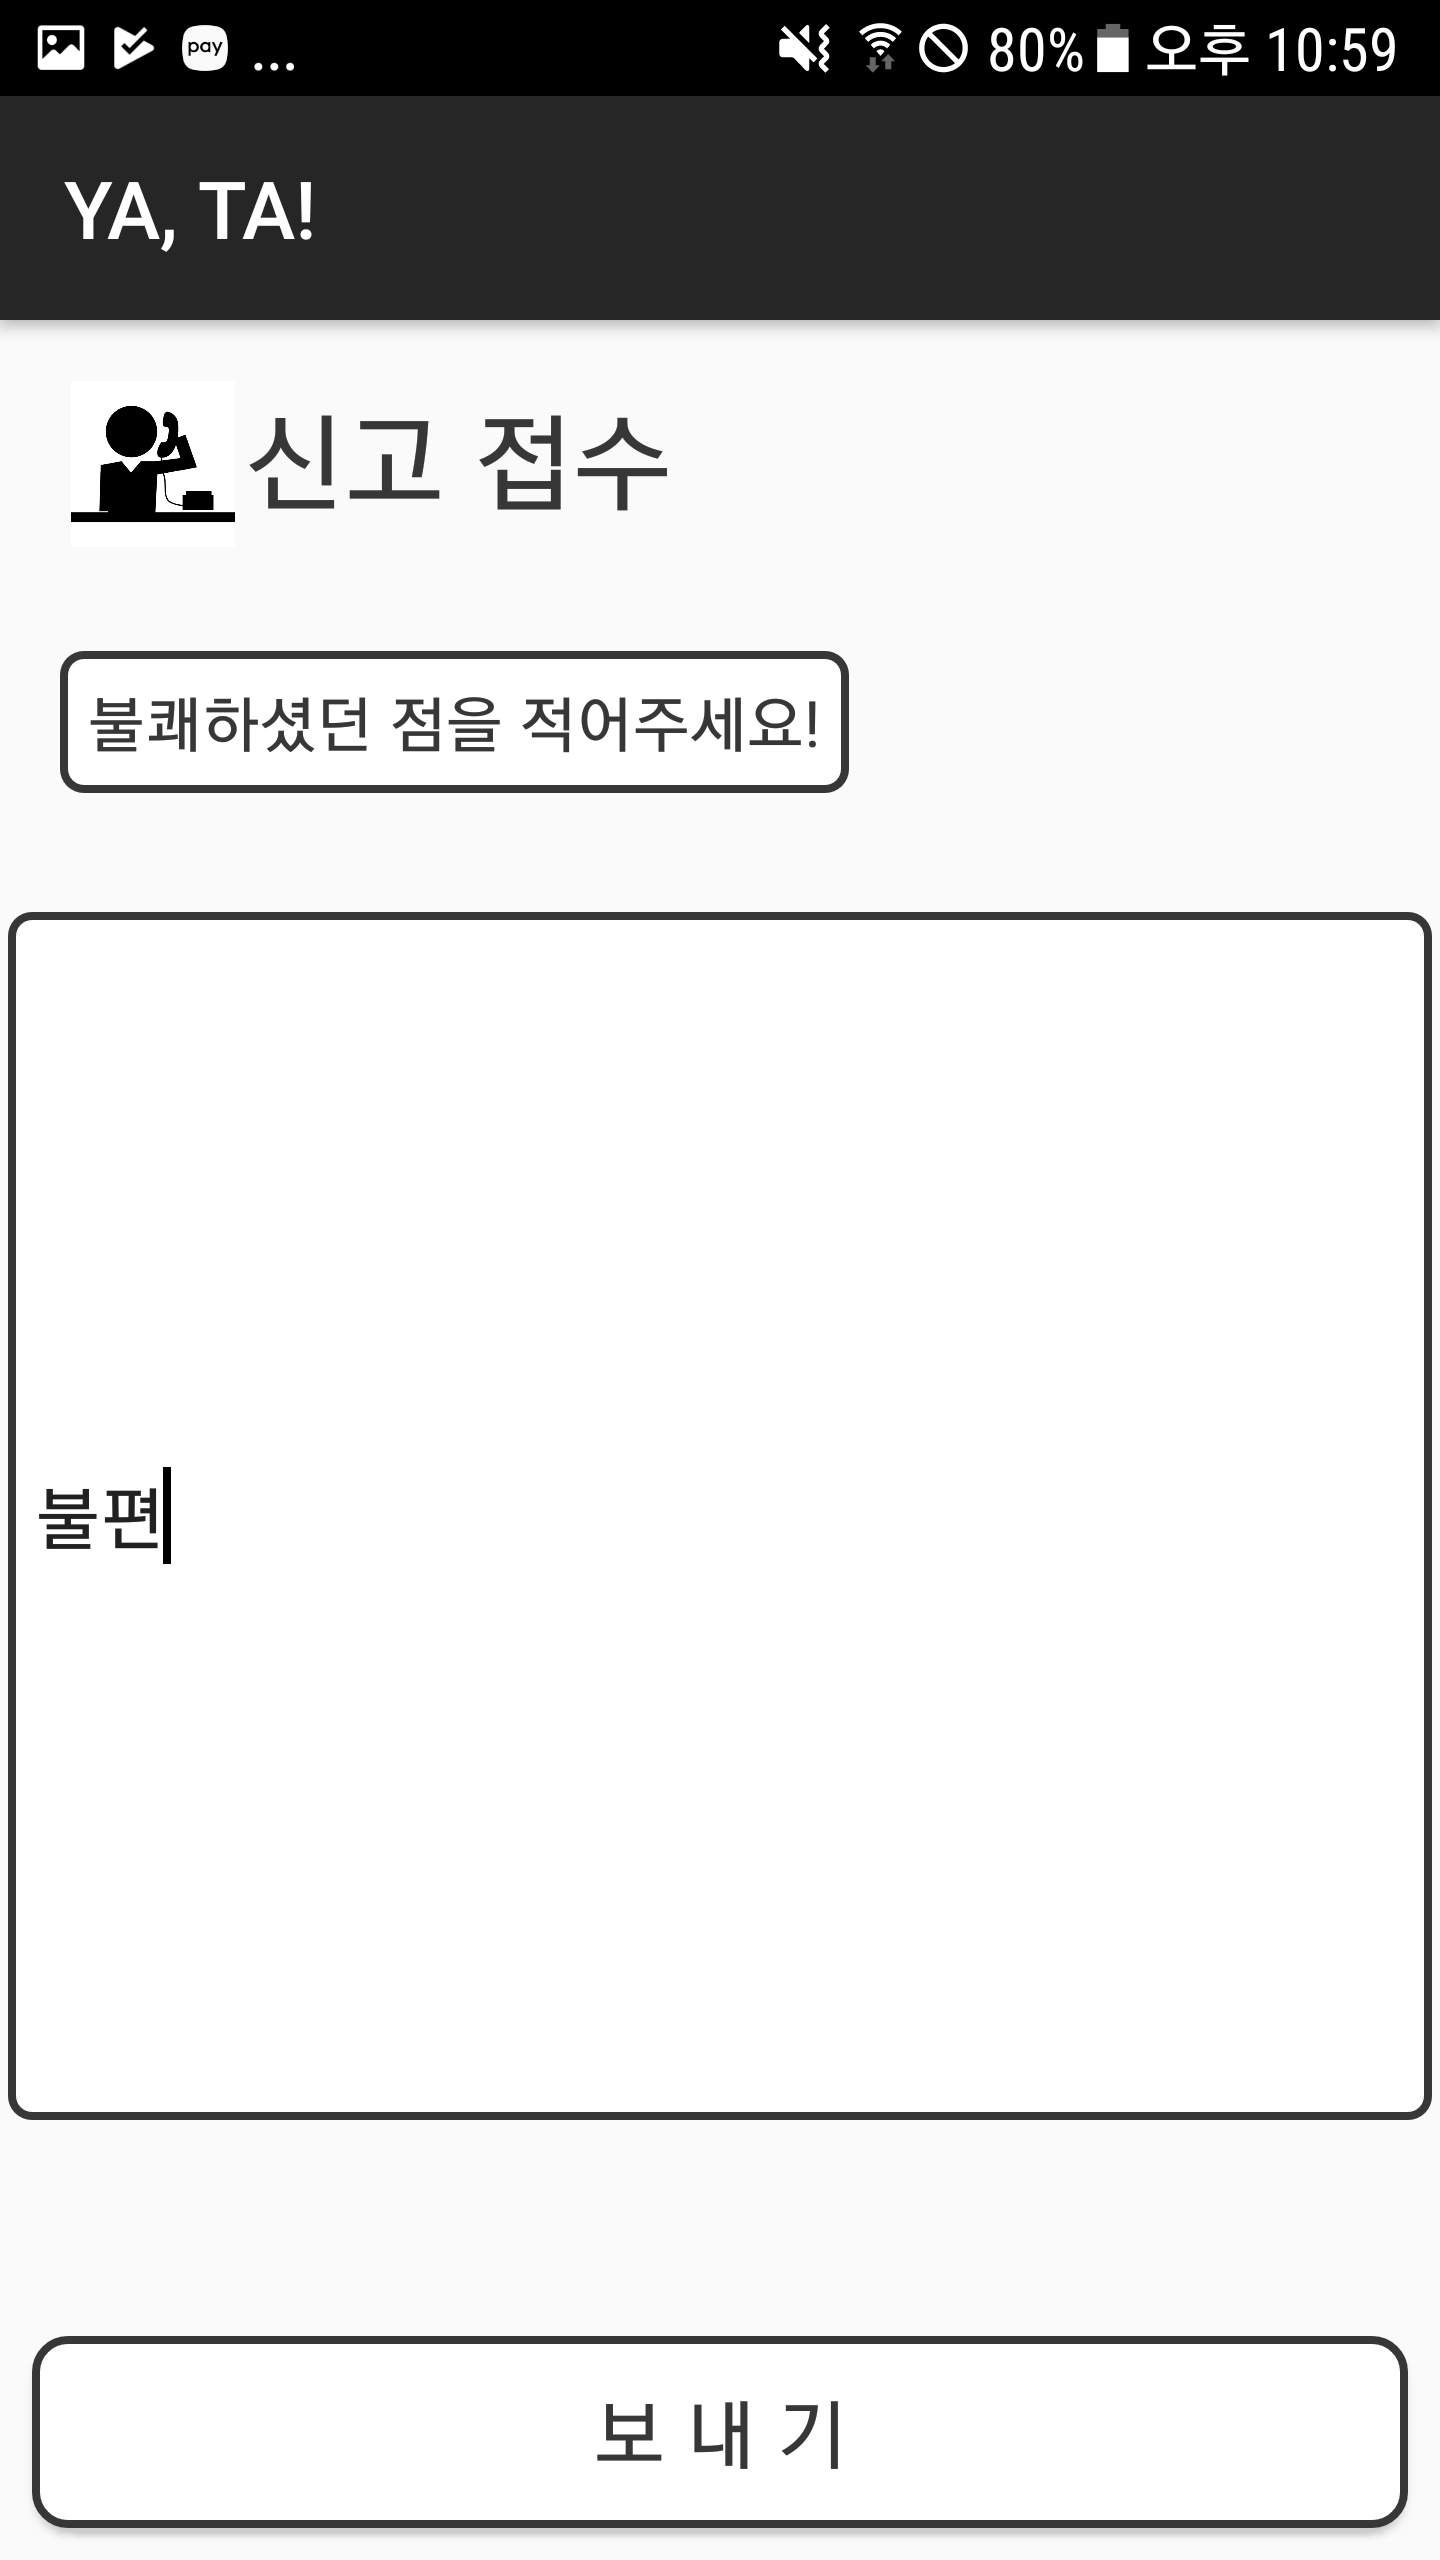 pay ... 80% 오후 10:59
YA, TA!
신고 접수
불쾌하셨던 점을 적어주세요!
불편
보 내 기